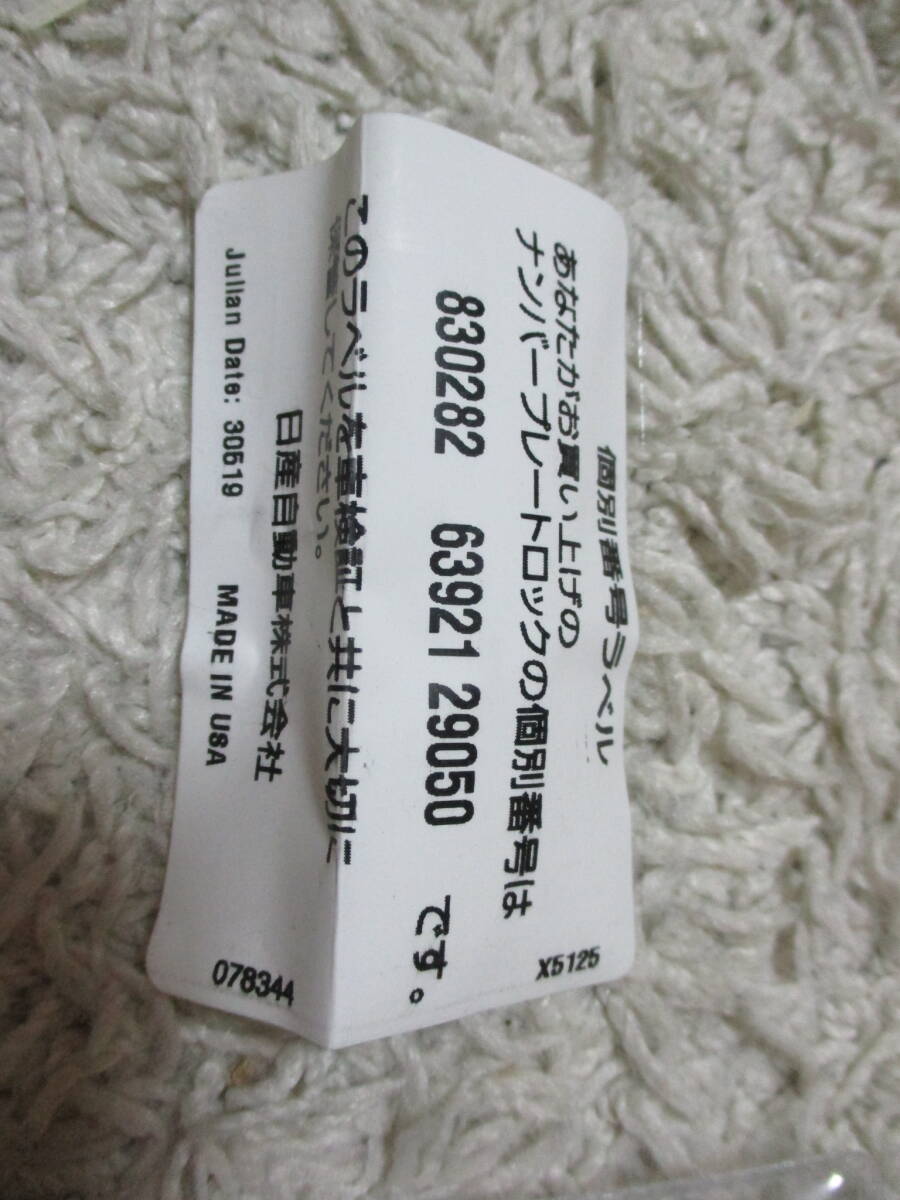 個別番号ラベル
あなたがお買い上げの
ナンバープレートロックの個別番号は
830282 63921 29050 です。
このラベルを車検証と共に大切に
保管してください。
日産自動車株式会社
Julian Date: 30519 MADE IN USA
X5125
078344